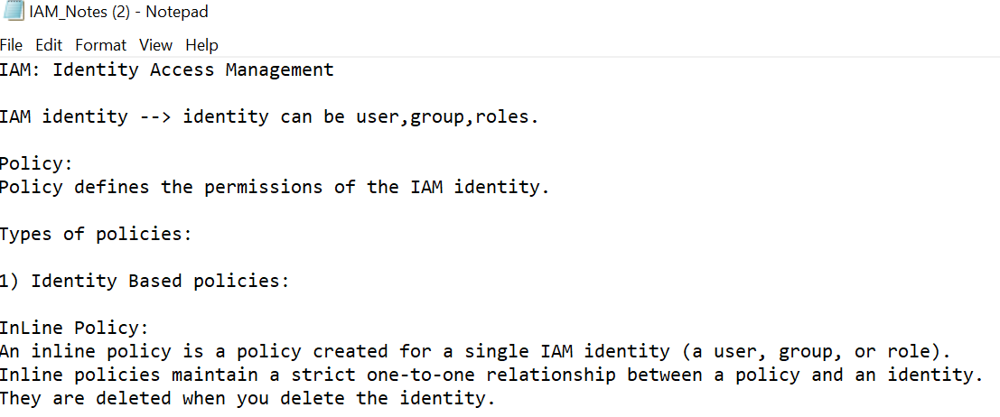 IAM_Notes (2) - Notepad
File Edit Format View Help
IAM: Identity Access Management
IAM identity --> identity can be user,group,roles.
Policy:
Policy defines the permissions of the IAM identity.
Types of policies:
1) Identity Based policies:
InLine Policy:
An inline policy is a policy created for a single IAM identity (a user, group, or role).
Inline policies maintain a strict one-to-one relationship between a policy and an identity.
They are deleted when you delete the identity.